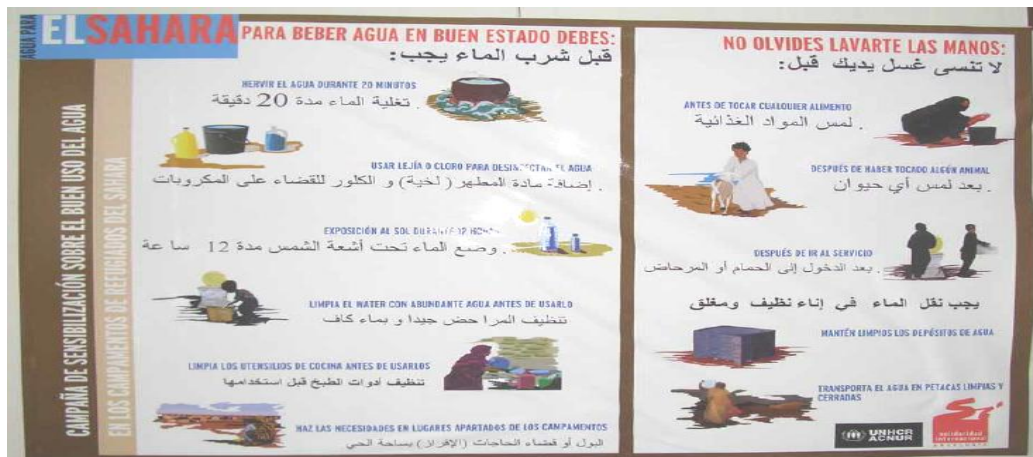 AGUA PARA
EL SAHARA
CAMPAÑA DE SENSIBILIZACIÓN SOBRE EL BUEN USO DEL AGUA
EN LOS CAMPAMENTOS DE REFUGIADOS DEL SAHARA
PARA BEBER AGUA EN BUEN ESTADO DEBES:
قبل شرب الماء يجب:
HERVIR EL AGUA DURANTE 20 MINUTOS
تغلية الماء مدة 20 دقيقة .
USAR LEJÍA O CLORO PARA DESINFECTAR EL AGUA
إضافة مادة المطهر ( لخية) و الكلور للقضاء على المكروبات .
EXPOSICIÓN AL SOL DURANTE 12 HORAS
وضع الماء تحت أشعة الشمس مدة 12 سا عة .
LIMPIA EL WATER CON ABUNDANTE AGUA ANTES DE USARLO
تنظيف المرا حض جيدا و بماء كاف
LIMPIA LOS UTENSILIOS DE COCINA ANTES DE USARLOS
تنظيف أدوات الطبخ قبل استخدامها
HAZ LAS NECESIDADES EN LUGARES APARTADOS DE LOS CAMPAMENTOS
البول أو قضاء الحاجات (الإفراز) بساحة الحي
NO OLVIDES LAVARTE LAS MANOS:
لا تنسى غسل يديك قبل:
ANTES DE TOCAR CUALQUIER ALIMENTO
لمس المواد الغذائية .
DESPUÉS DE HABER TOCADO ALGÚN ANIMAL
بعد لمس أي حيوان .
DESPUÉS DE IR AL SERVICIO
بعد الدخول إلى الحمام أو المرحاض .
يجب نقل الماء في إناء نظيف ومغلق
MANTÉN LIMPIOS LOS DEPÓSITOS DE AGUA
TRANSPORTA EL AGUA EN PETACAS LIMPIAS Y
CERRADAS
UNHCR
ACNUR
Sí
solidaridad
internacional